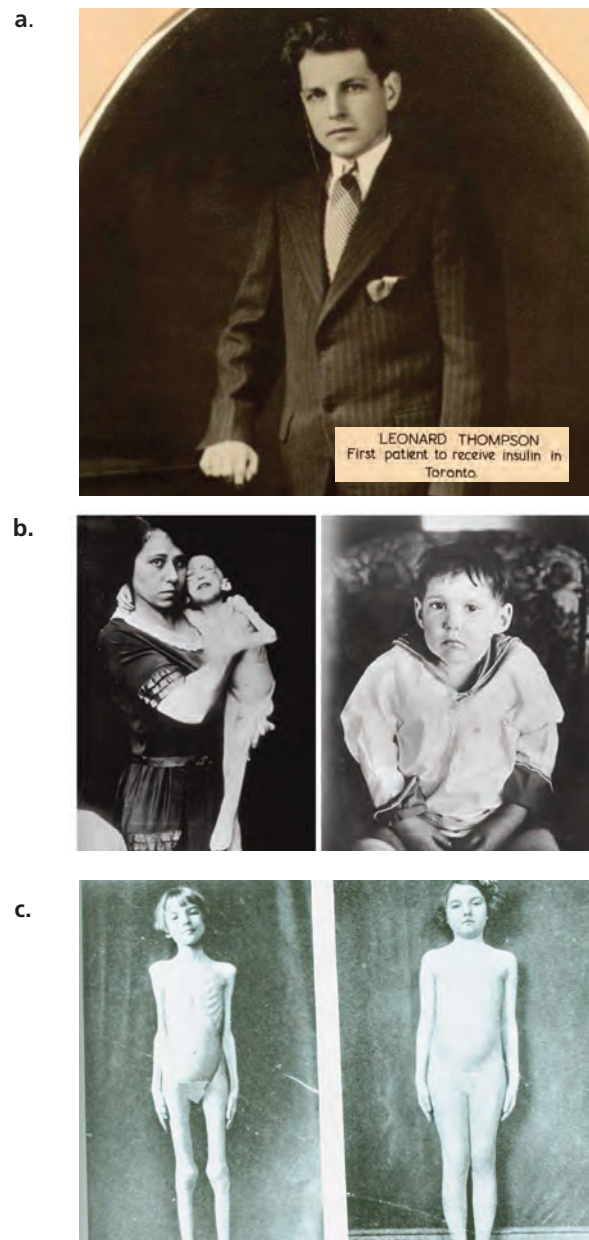 a.
LEONARD THOMPSON
First patient to receive insulin in
Toronto.
b.
c.